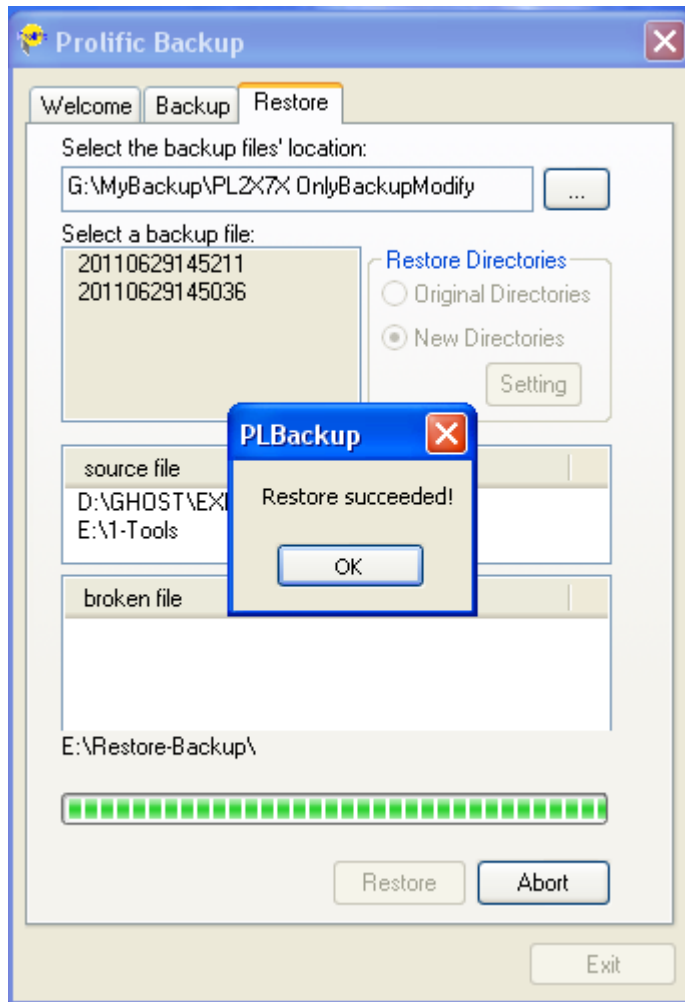 Prolific Backup
Welcome Backup Restore
Select the backup files' location:
G:\MyBackup\PL2X7X OnlyBackupModify
...
Select a backup file:
20110629145211
20110629145036
Restore Directories
Original Directories
New Directories
Setting
PLBackup
Restore succeeded!
OK
source file
D:\GHOST\EX
E:\1-Tools
broken file
E:\Restore-Backup\
Restore Abort
Exit